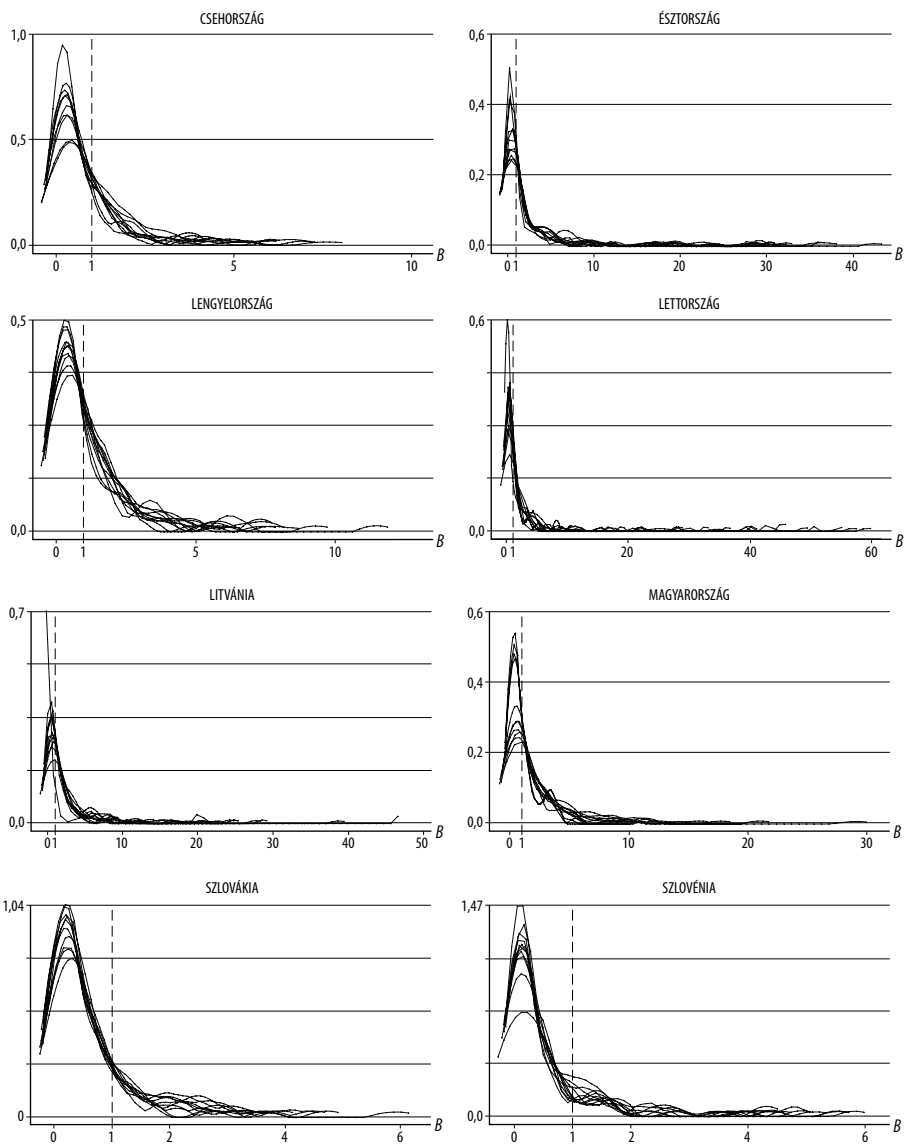 CSEHORSZÁG
1,0
0,5
0,0
0 1 5 10 B
ÉSZTORSZÁG
0,6
0,4
0,2
0,0
0 1 10 20 30 40 B
LENGYELORSZÁG
0,5
0,0
0 1 5 10 B
LETTORSZÁG
0,6
0,0
0 1 20 40 60 B
LITVÁNIA
0,7
0,0
0 1 10 20 30 40 50 B
MAGYARORSZÁG
0,6
0,4
0,2
0,0
0 1 10 20 30 B
SZLOVÁKIA
1,04
0
0 1 2 4 6 B
SZLOVÉNIA
1,47
0,0
0 1 2 4 6 B